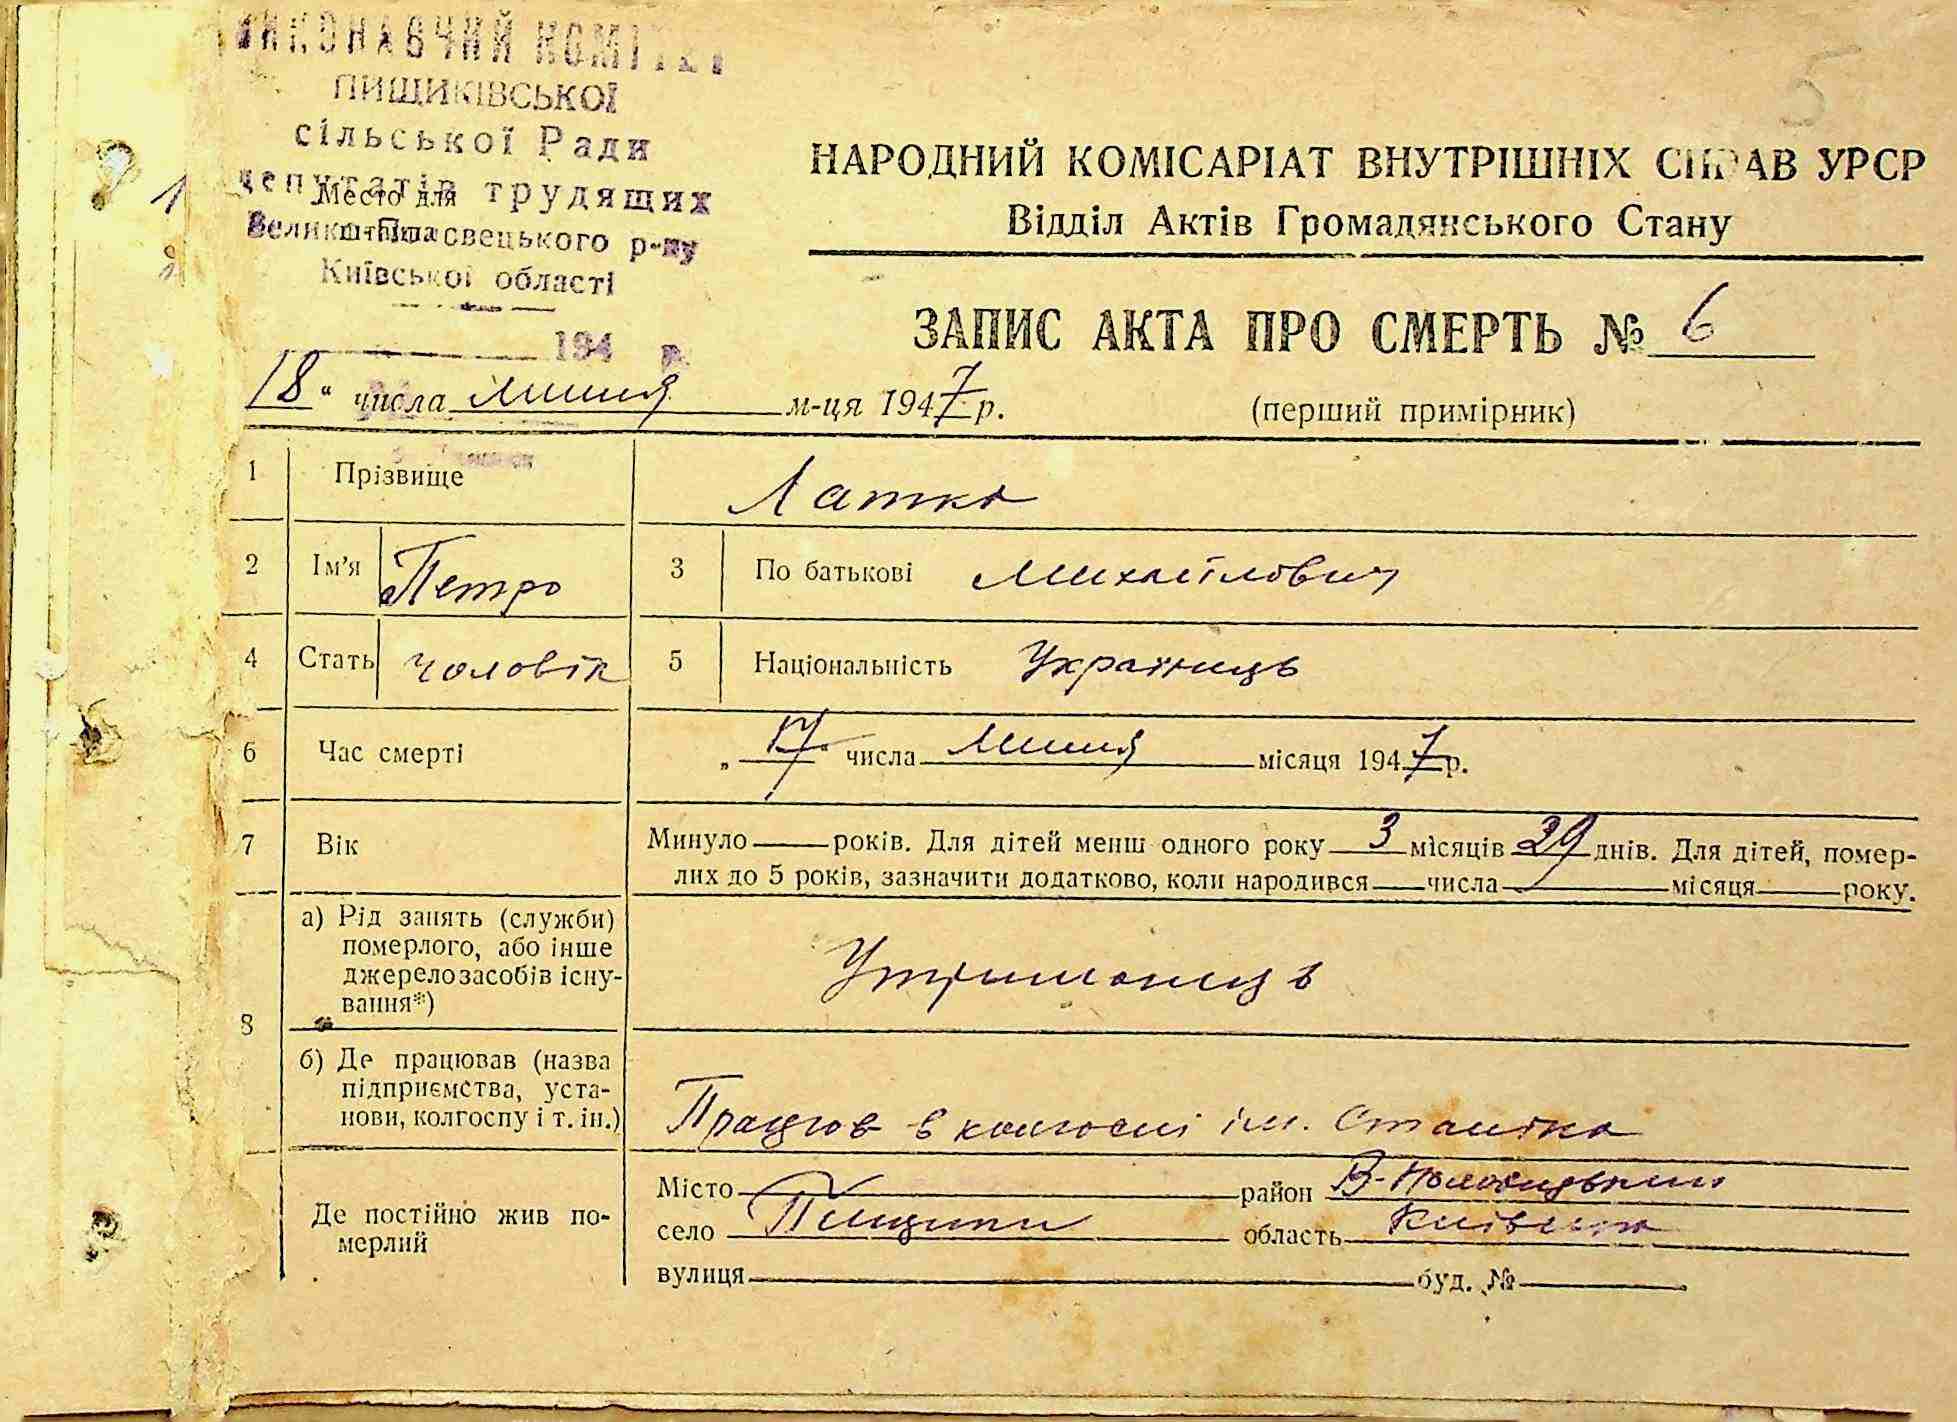 5
ВИКОНАВЧИЙ КОМІТЕТ
ПИЩИКІВСЬКОЇ
сільської Ради
депутатів трудящих
Место для
Велико-Половецького р-ну
Київської області
194 р.
НАРОДНИЙ КОМІСАРІАТ ВНУТРІШНІХ СПРАВ УРСР
Відділ Актів Громадянського Стану
ЗАПИС АКТА ПРО СМЕРТЬ № 6
18" числа липня м-ця 1947 р.
(перший примірник)
1 Прізвище Латко
2 Ім'я Петро 3 По батькові Михайлович
4 Стать чоловік 5 Національність Українець
6 Час смерті „ 17 числа липня місяця 1947 р.
7 Вік Минуло — років. Для дітей менш одного року 3 місяців 29 днів. Для дітей, помер-
лих до 5 років, зазначити додатково, коли народився — числа — місяця — року.
8 а) Рід занять (служби)
померлого, або інше
джерело засобів існу-
вання*)
Утриманець
б) Де працював (назва
підприємства, уста-
нови, колгоспу і т. ін.)
Працював в колгоспі ім. Сталіна
Де постійно жив по-
мерлий
Місто район В-Половецький
село Пищики область Київська
вулиця буд. №